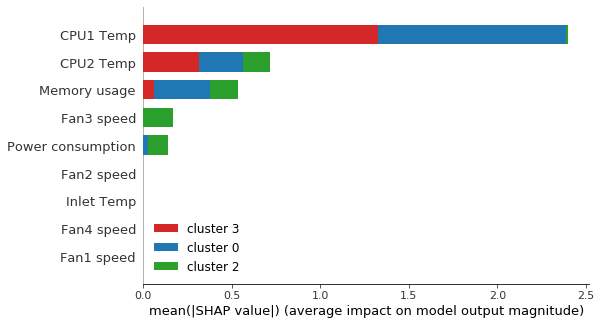 CPU1 Temp
CPU2 Temp
Memory usage
Fan3 speed
Power consumption
Fan2 speed
Inlet Temp
Fan4 speed
Fan1 speed
cluster 3
cluster 0
cluster 2
0.0 0.5 1.0 1.5 2.0 2.5
mean(|SHAP value|) (average impact on model output magnitude)